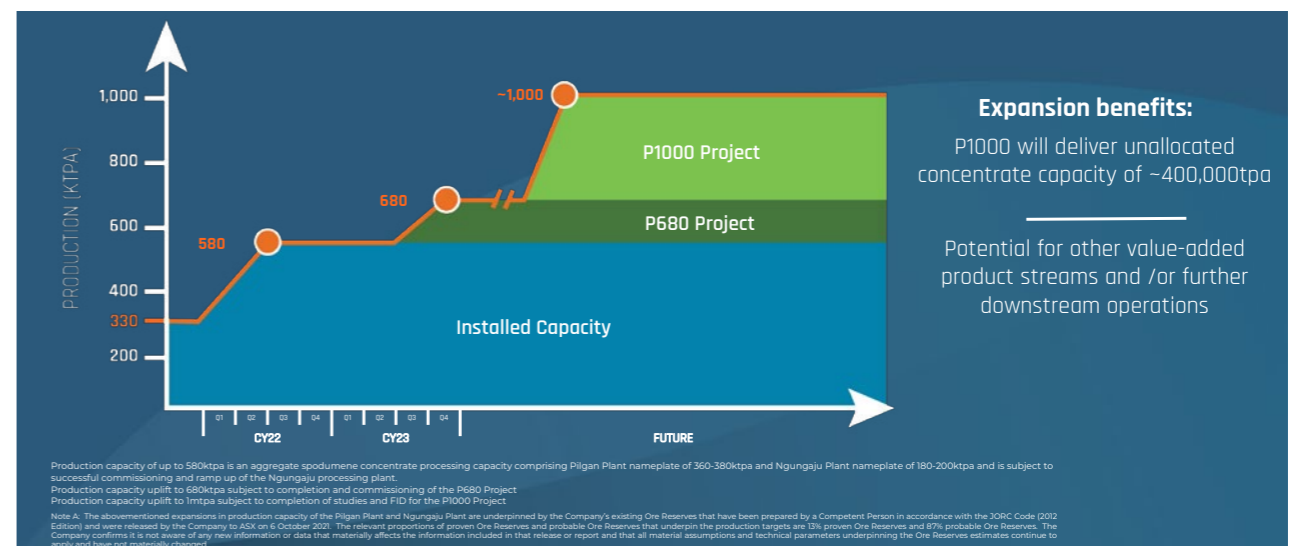 1,000
800
600
400
330
200
PRODUCTION (KTPA)
580
680
~1,000
P1000 Project
P680 Project
Installed Capacity
Q1 Q2 Q3 Q4 Q1 Q2 Q3 Q4
CY22 CY23 FUTURE
Expansion benefits:
P1000 will deliver unallocated
concentrate capacity of ~400,000tpa
Potential for other value-added
product streams and /or further
downstream operations
Production capacity of up to 580ktpa is an aggregate spodumene concentrate processing capacity comprising Pilgan Plant nameplate of 360-380ktpa and Ngungaju Plant nameplate of 180-200ktpa and is subject to
successful commissioning and ramp up of the Ngungaju processing plant.
Production capacity uplift to 680ktpa subject to completion and commissioning of the P680 Project
Production capacity uplift to 1mtpa subject to completion of studies and FID for the P1000 Project
Note A: The abovementioned expansions in production capacity of the Pilgan Plant and Ngungaju Plant are underpinned by the Company's existing Ore Reserves that have been prepared by a Competent Person in accordance with the JORC Code (2012
Edition) and were released by the Company to ASX on 6 October 2021. The relevant proportions of proven Ore Reserves and probable Ore Reserves that underpin the production targets are 13% proven Ore Reserves and 87% probable Ore Reserves. The
Company confirms it is not aware of any new information or data that materially affects the information included in that release or report and that all material assumptions and technical parameters underpinning the Ore Reserves estimates continue to
apply and have not materially changed